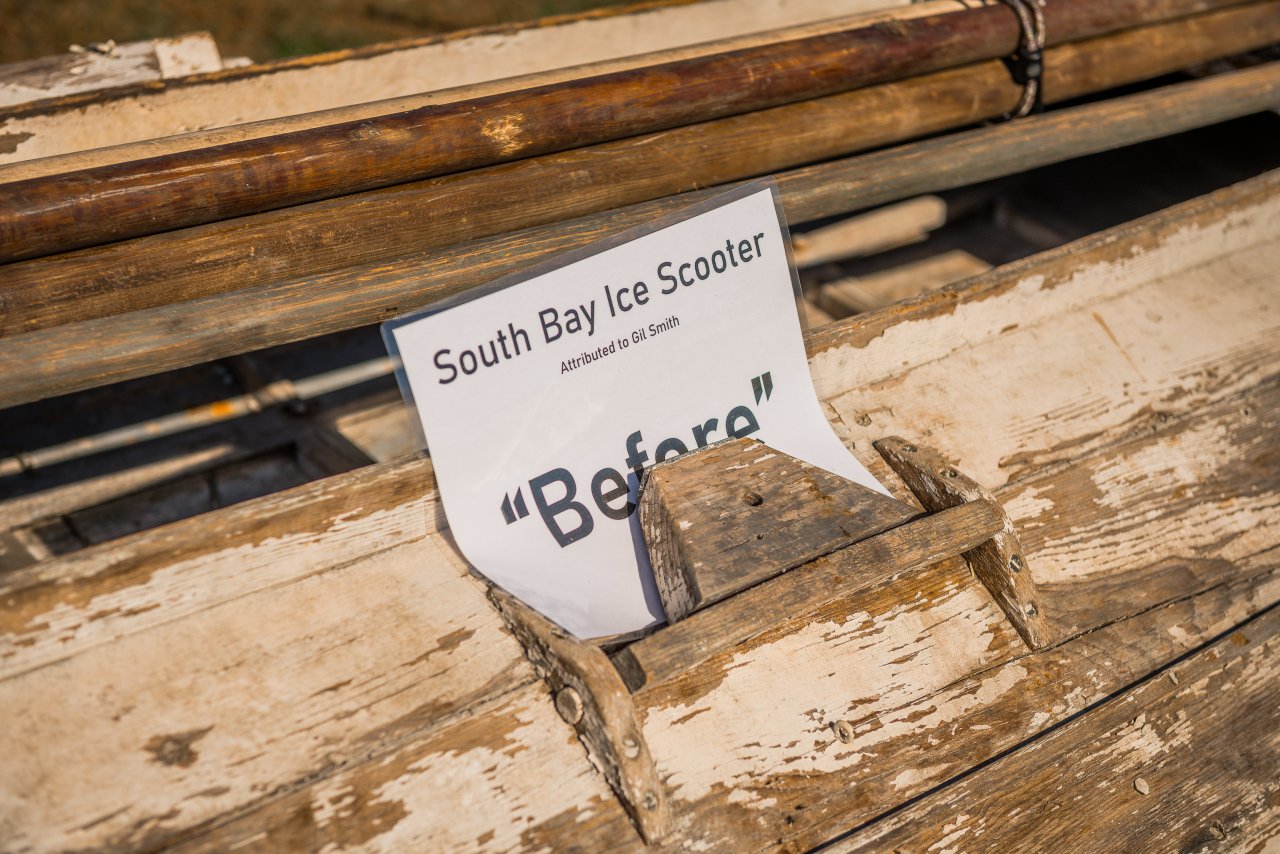 South Bay Ice Scooter
Attributed to Gil Smith
“Before”